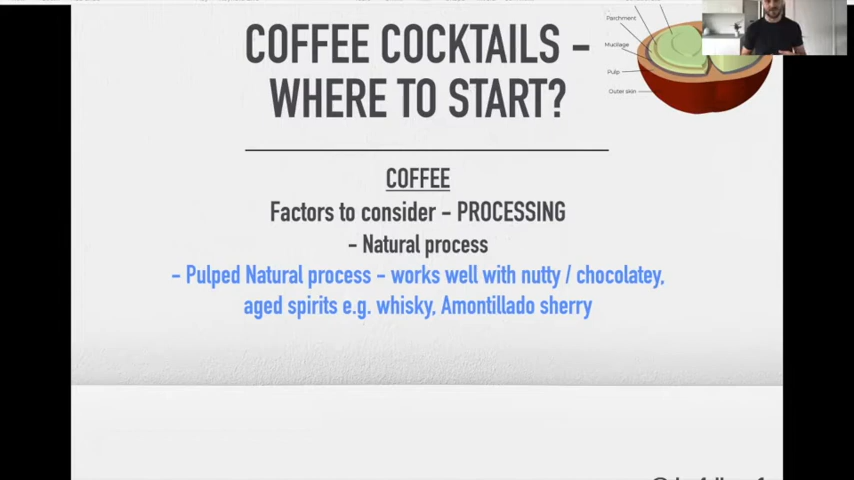 COFFEE COCKTAILS -
WHERE TO START?
Parchment
Mucilage
Pulp
Outer skin
COFFEE
Factors to consider - PROCESSING
- Natural process
- Pulped Natural process - works well with nutty / chocolatey,
aged spirits e.g. whisky, Amontillado sherry